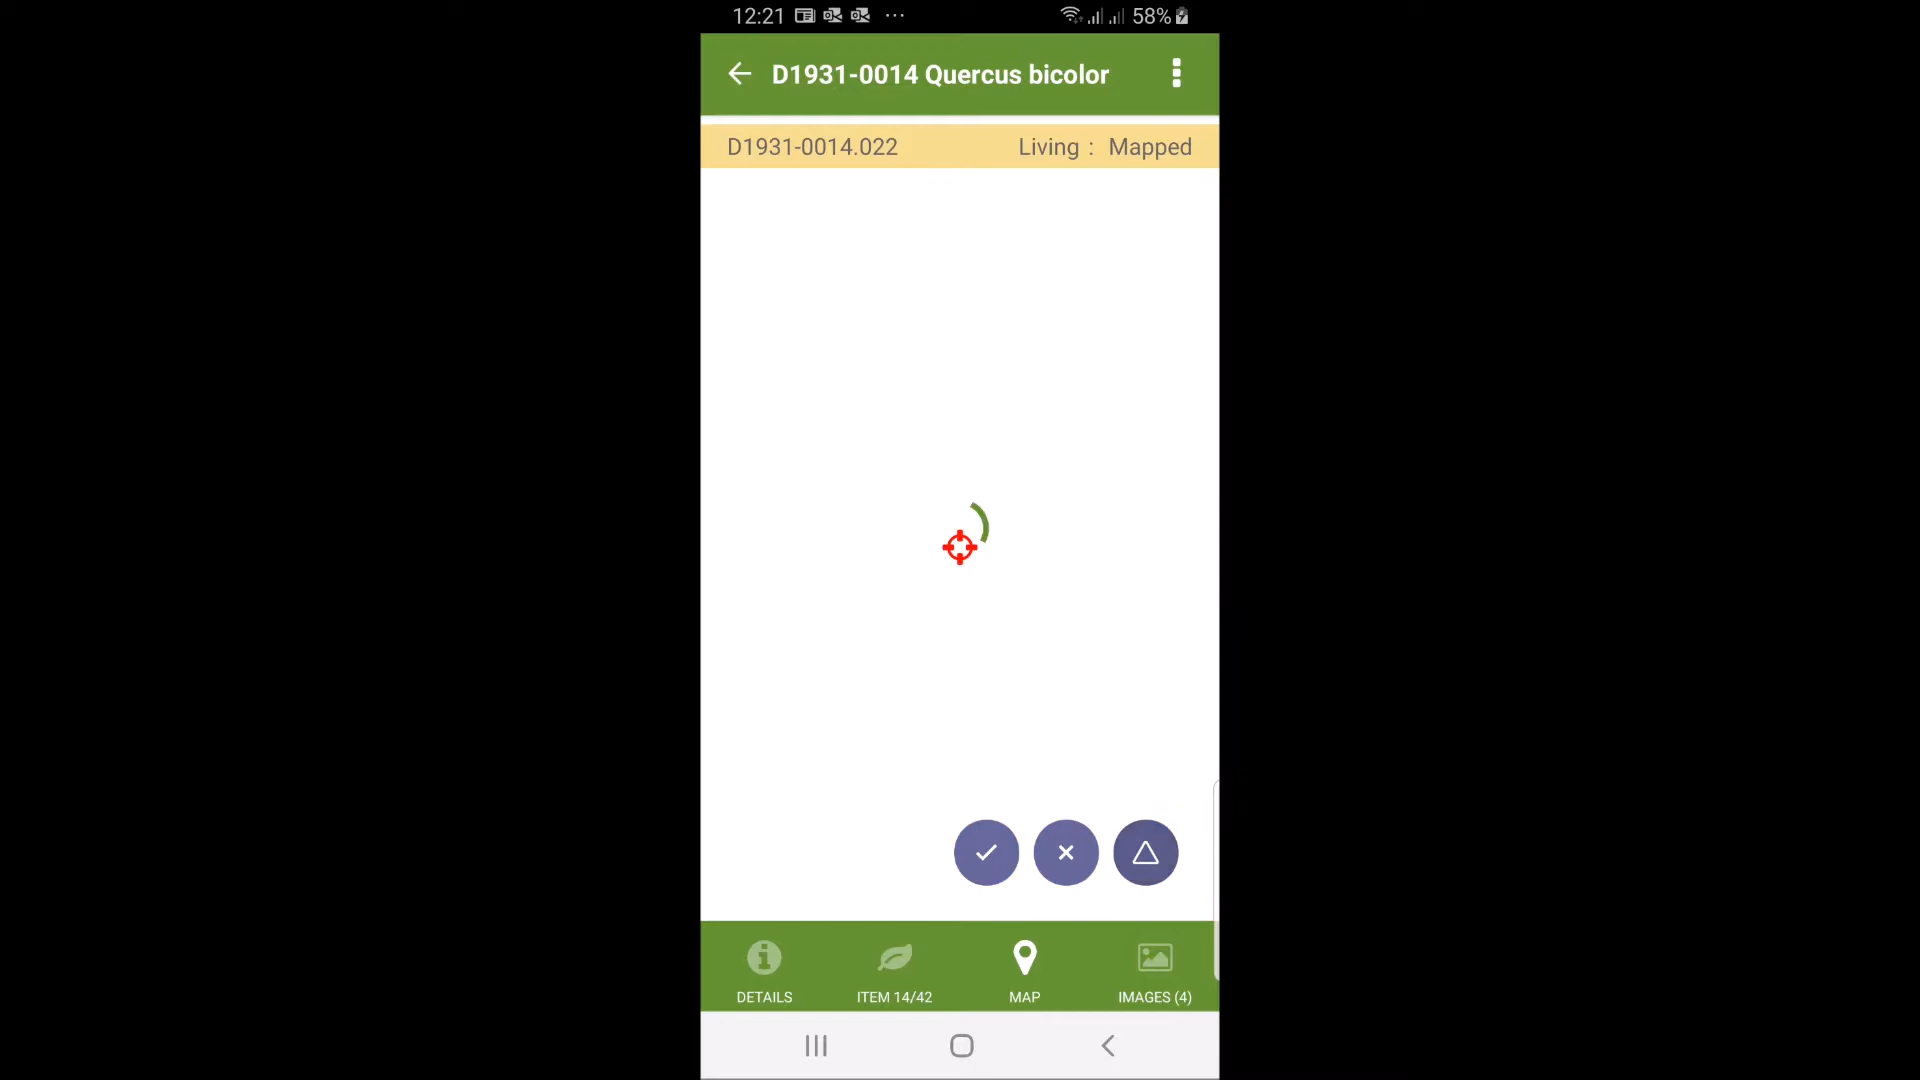 12:21
58%
D1931-0014 Quercus bicolor
D1931-0014.022 Living : Mapped
DETAILS
ITEM 14/42
MAP
IMAGES (4)